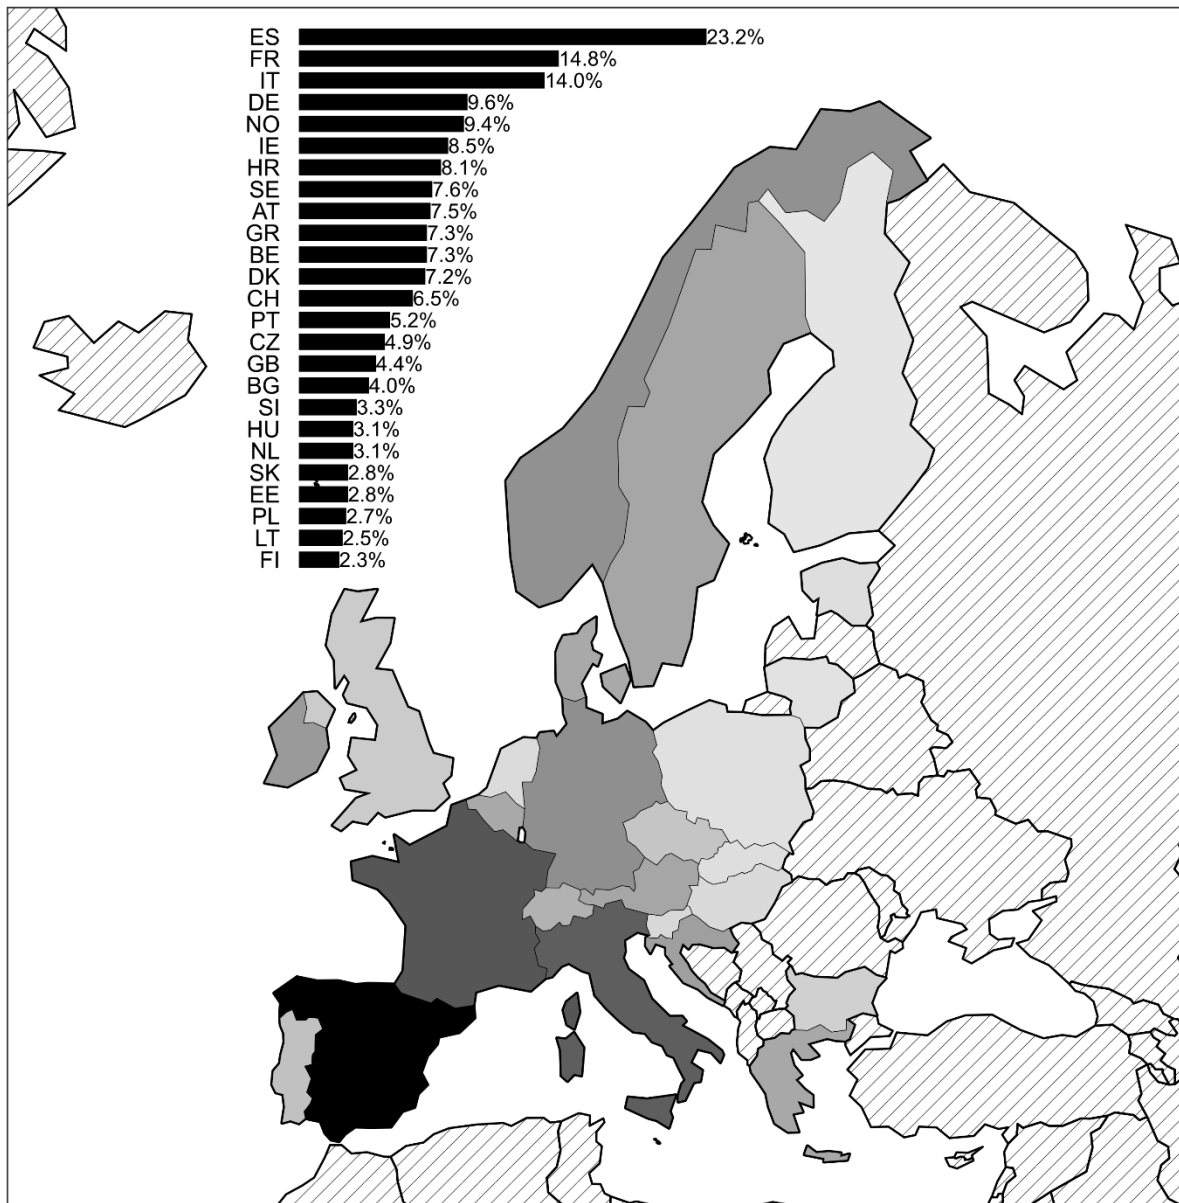 ES 23.2%
FR 14.8%
IT 14.0%
DE 9.6%
NO 9.4%
IE 8.5%
HR 8.1%
SE 7.6%
AT 7.5%
GR 7.3%
BE 7.3%
DK 7.2%
CH 6.5%
PT 5.2%
CZ 4.9%
GB 4.4%
BG 4.0%
SI 3.3%
HU 3.1%
NL 3.1%
SK 2.8%
EE 2.8%
PL 2.7%
LT 2.5%
FI 2.3%